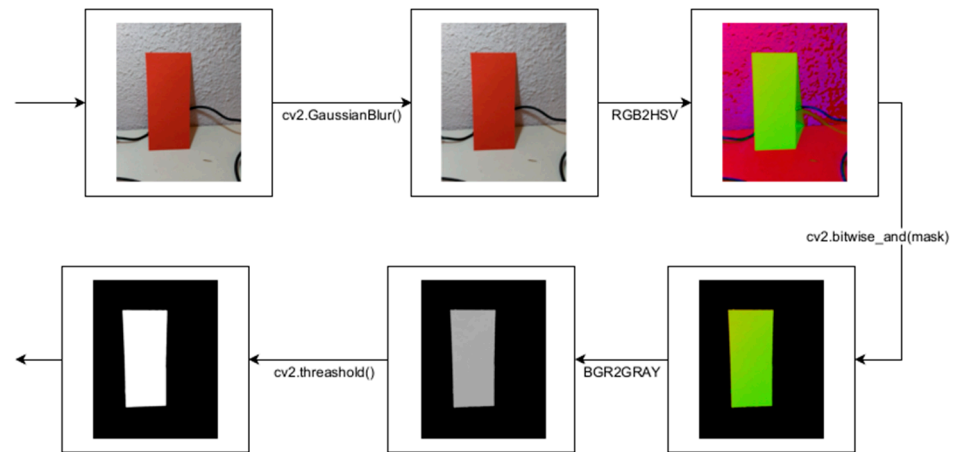 cv2.GaussianBlur()
RGB2HSV
cv2.bitwise_and(mask)
BGR2GRAY
cv2.threashold()